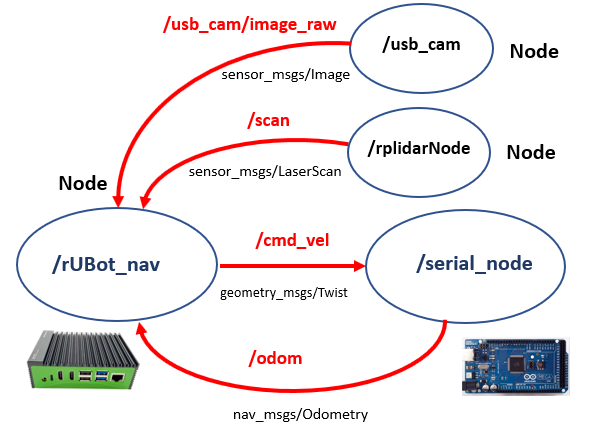 /usb_cam/image_raw
/usb_cam
Node
sensor_msgs/Image
/scan
/rplidarNode
Node
sensor_msgs/LaserScan
Node
/cmd_vel
/rUBot_nav
/serial_node
geometry_msgs/Twist
/odom
nav_msgs/Odometry